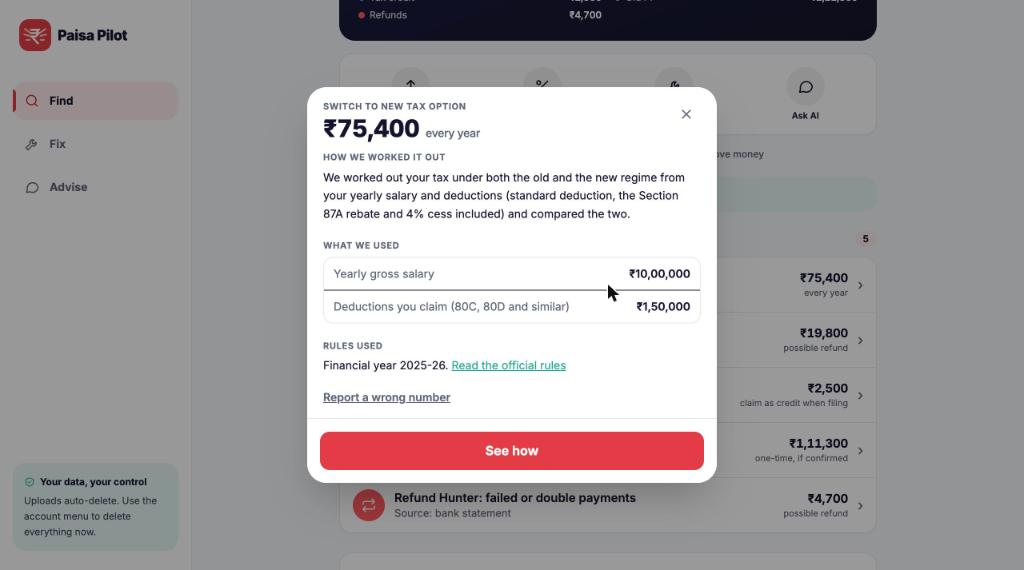 Paisa Pilot
Find
Fix
Advise
Your data, your control
Uploads auto-delete. Use the
account menu to delete
everything now.
Refunds ₹4,700
Ask AI
ove money
5
SWITCH TO NEW TAX OPTION
₹75,400 every year
HOW WE WORKED IT OUT
We worked out your tax under both the old and the new regime from
your yearly salary and deductions (standard deduction, the Section
87A rebate and 4% cess included) and compared the two.
WHAT WE USED
Yearly gross salary ₹10,00,000
Deductions you claim (80C, 80D and similar) ₹1,50,000
RULES USED
Financial year 2025-26. Read the official rules
Report a wrong number
See how
₹75,400
every year
₹19,800
possible refund
₹2,500
claim as credit when filing
₹1,11,300
one-time, if confirmed
Refund Hunter: failed or double payments ₹4,700
Source: bank statement possible refund